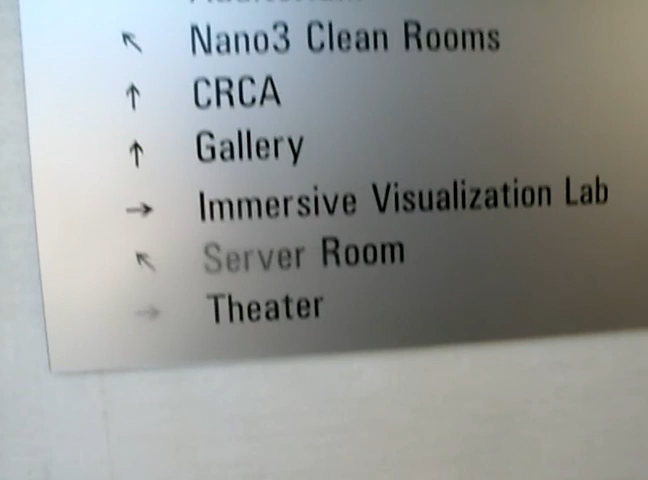 Nano3 Clean Rooms
CRCA
Gallery
Immersive Visualization Lab
Server Room
Theater